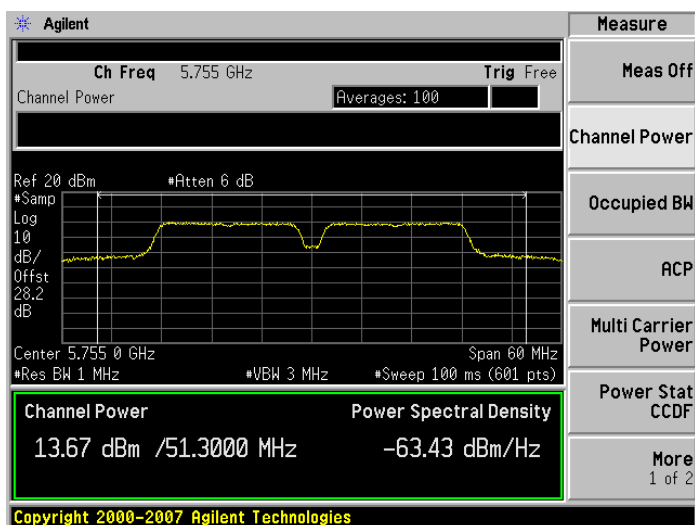 Agilent
Measure
Ch Freq 5.755 GHz Trig Free
Channel Power Averages: 100
Ref 20 dBm #Atten 6 dB
#Samp
Log
10
dB/
Offst
28.2
dB
Center 5.755 0 GHz Span 60 MHz
#Res BW 1 MHz #VBW 3 MHz #Sweep 100 ms (601 pts)
Channel Power Power Spectral Density
13.67 dBm /51.3000 MHz -63.43 dBm/Hz
Copyright 2000-2007 Agilent Technologies
Meas Off
Channel Power
Occupied BW
ACP
Multi Carrier
Power
Power Stat
CCDF
More
1 of 2